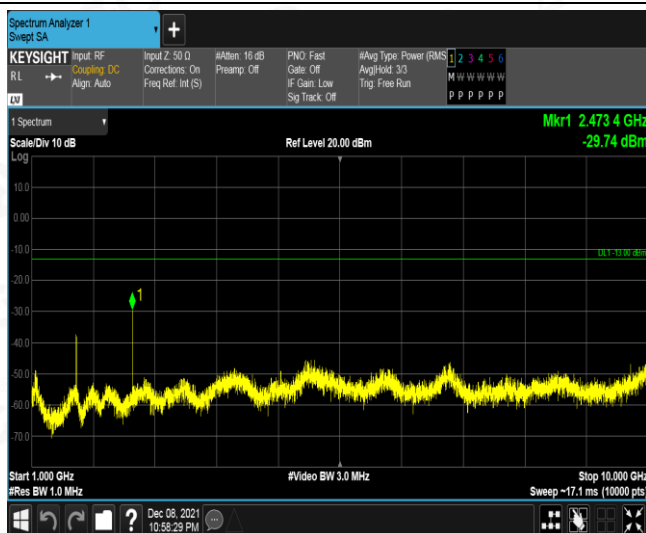 Spectrum Analyzer 1
Swept SA
+
KEYSIGHT Input: RF Input Z: 50 Ω #Atten: 16 dB PNO: Fast #Avg Type: Power (RMS 1 2 3 4 5 6
RL Coupling: DC Corrections: On Preamp: Off Gate: Off Avg|Hold: 3/3 M W W W W W
Align: Auto Freq Ref: Int (S) IF Gain: Low Trig: Free Run
Sig Track: Off P P P P P P
LXI
1 Spectrum Mkr1 2.473 4 GHz
Scale/Div 10 dB Ref Level 20.00 dBm -29.74 dBm
Log
10.0
0.00
-10.0
DL1 -13.00 dBm
-20.0
1
-30.0
-40.0
-50.0
-60.0
-70.0
Start 1.000 GHz #Video BW 3.0 MHz Stop 10.000 GHz
#Res BW 1.0 MHz Sweep ~17.1 ms (10000 pts)
? Dec 08, 2021
10:58:29 PM